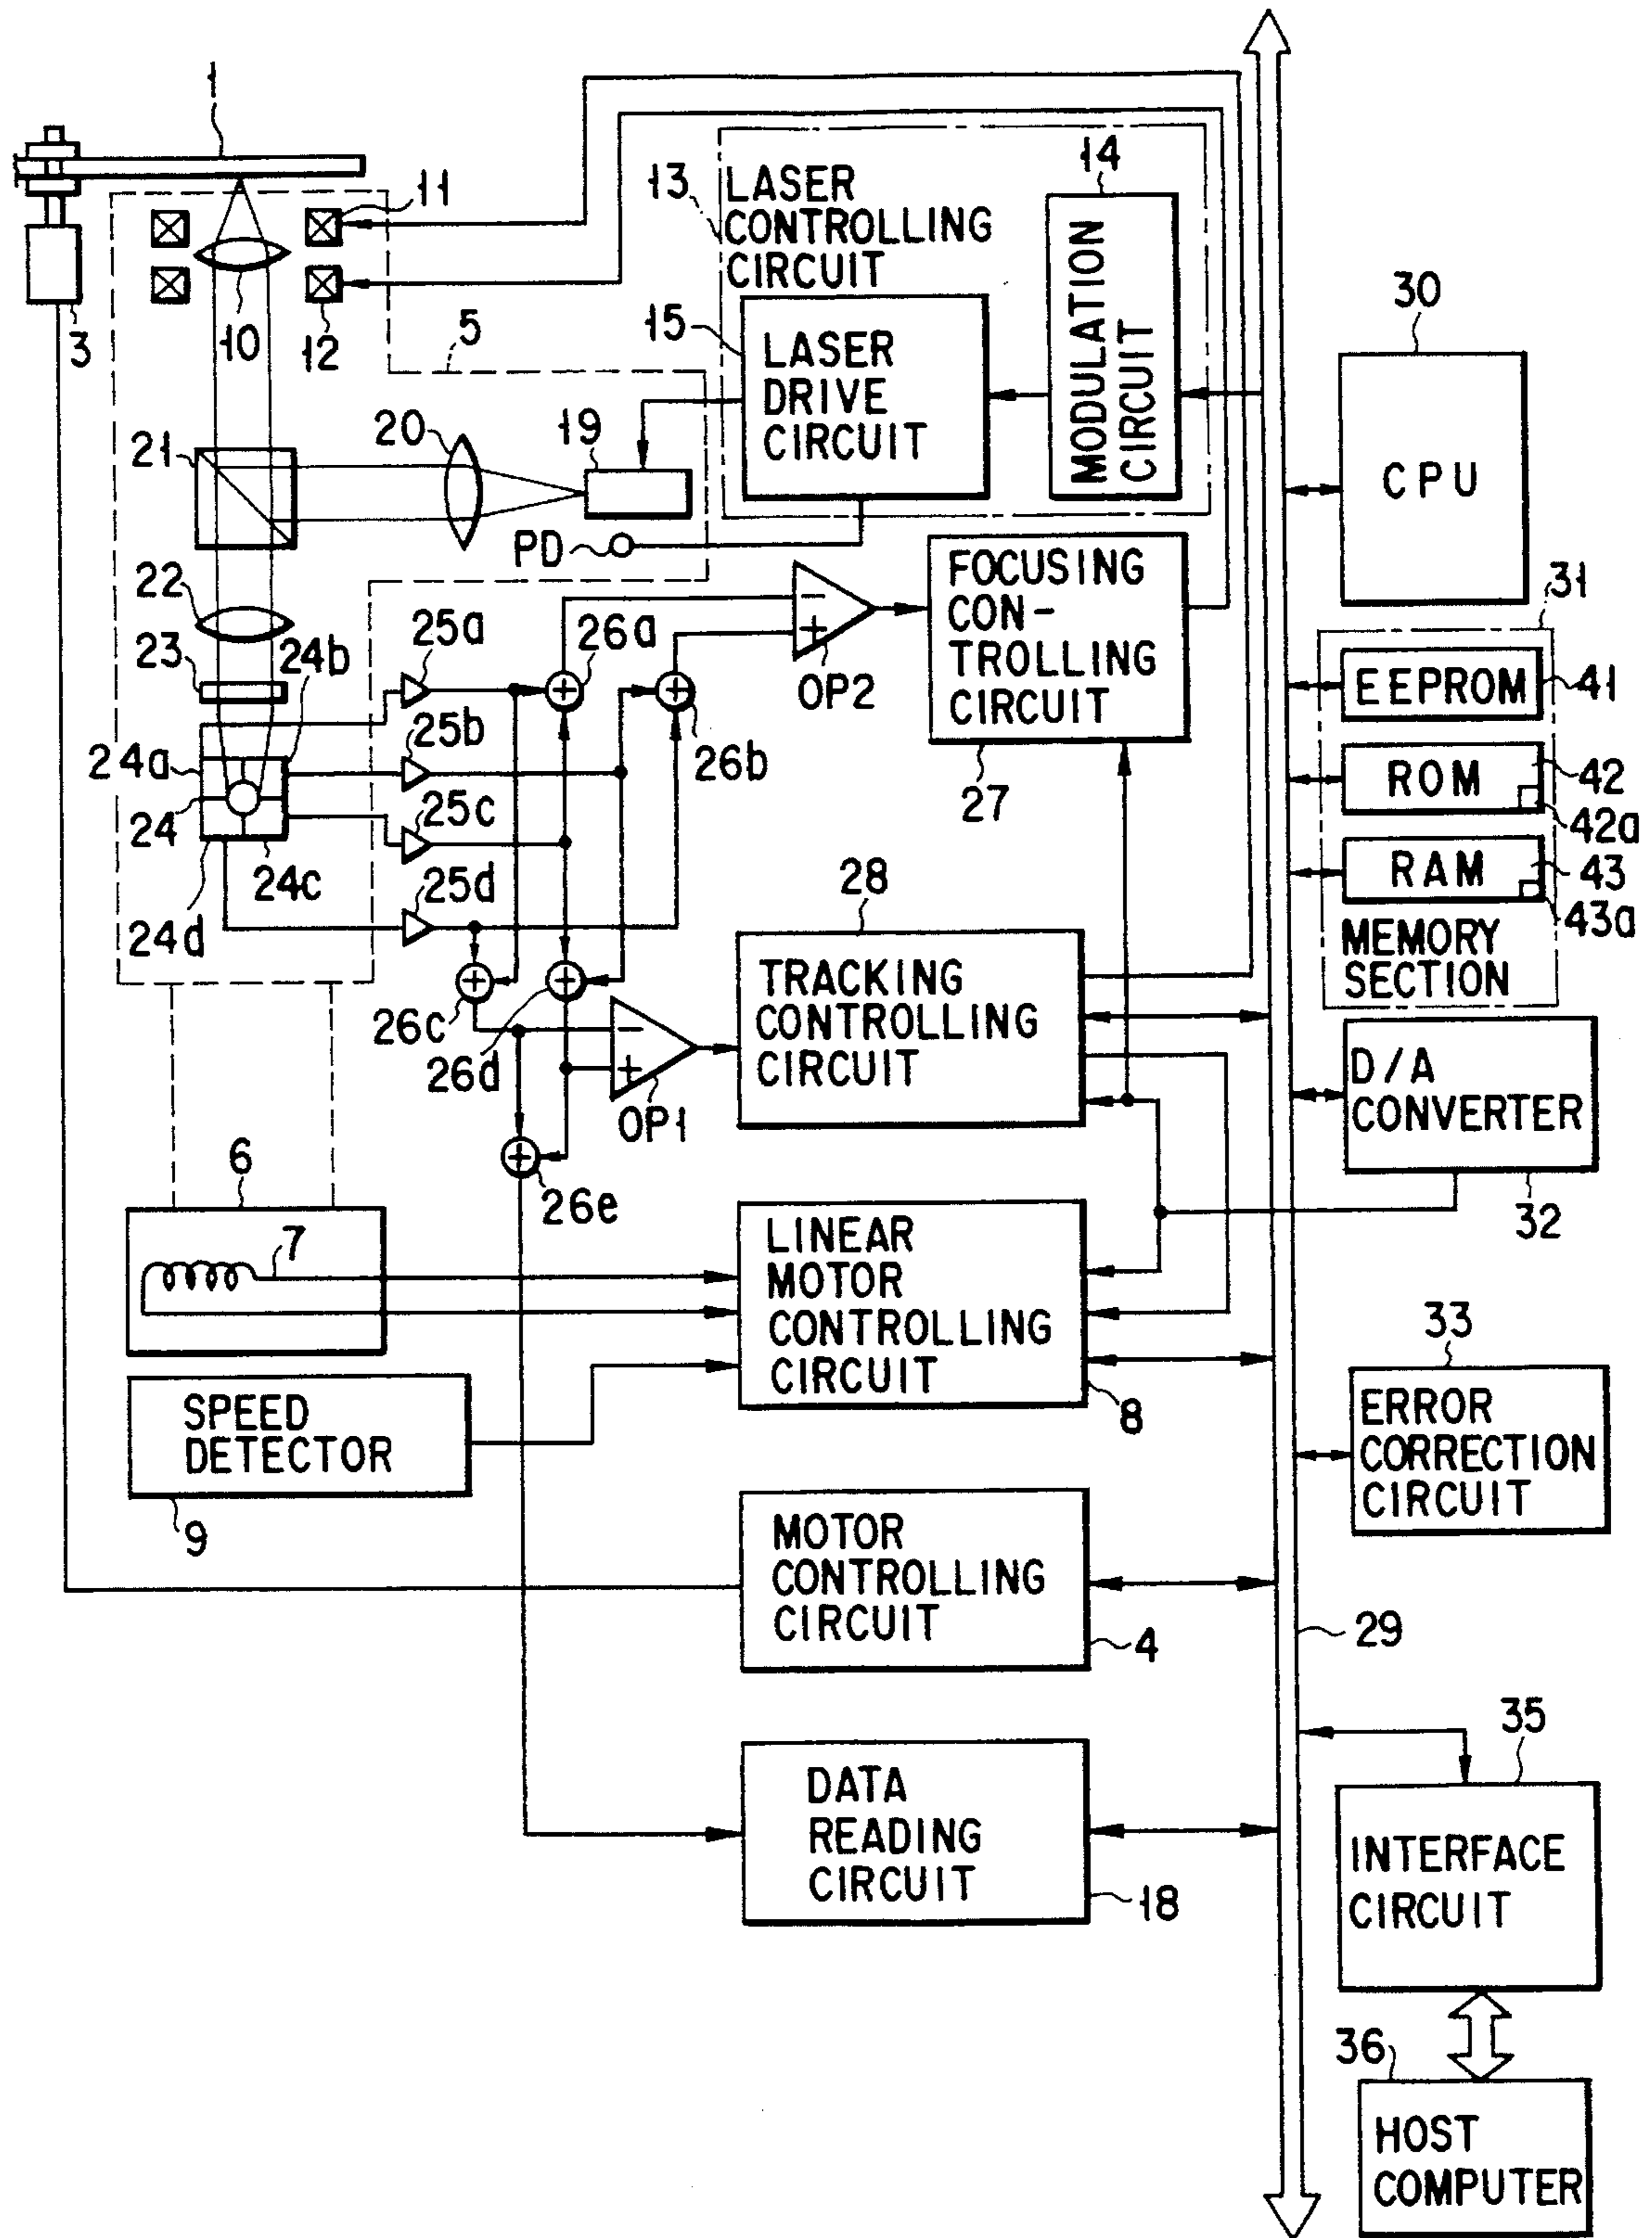 1
3
11
10
12
5
13
LASER
CONTROLLING
CIRCUIT
14
MODULATION
CIRCUIT
15
LASER
DRIVE
CIRCUIT
30
CPU
21
20
19
PD
22
23
24b
24a
24
24c
24d
25a
25b
25c
25d
26a
26b
26c
26d
26e
−
+
OP2
FOCUSING
CON-
TROLLING
CIRCUIT
27
31
EEPROM
41
ROM
42
42a
RAM
43
43a
MEMORY
SECTION
28
TRACKING
CONTROLLING
CIRCUIT
−
+
OP1
D/A
CONVERTER
32
6
7
LINEAR
MOTOR
CONTROLLING
CIRCUIT
8
SPEED
DETECTOR
9
33
ERROR
CORRECTION
CIRCUIT
MOTOR
CONTROLLING
CIRCUIT
4
29
DATA
READING
CIRCUIT
18
35
INTERFACE
CIRCUIT
36
HOST
COMPUTER